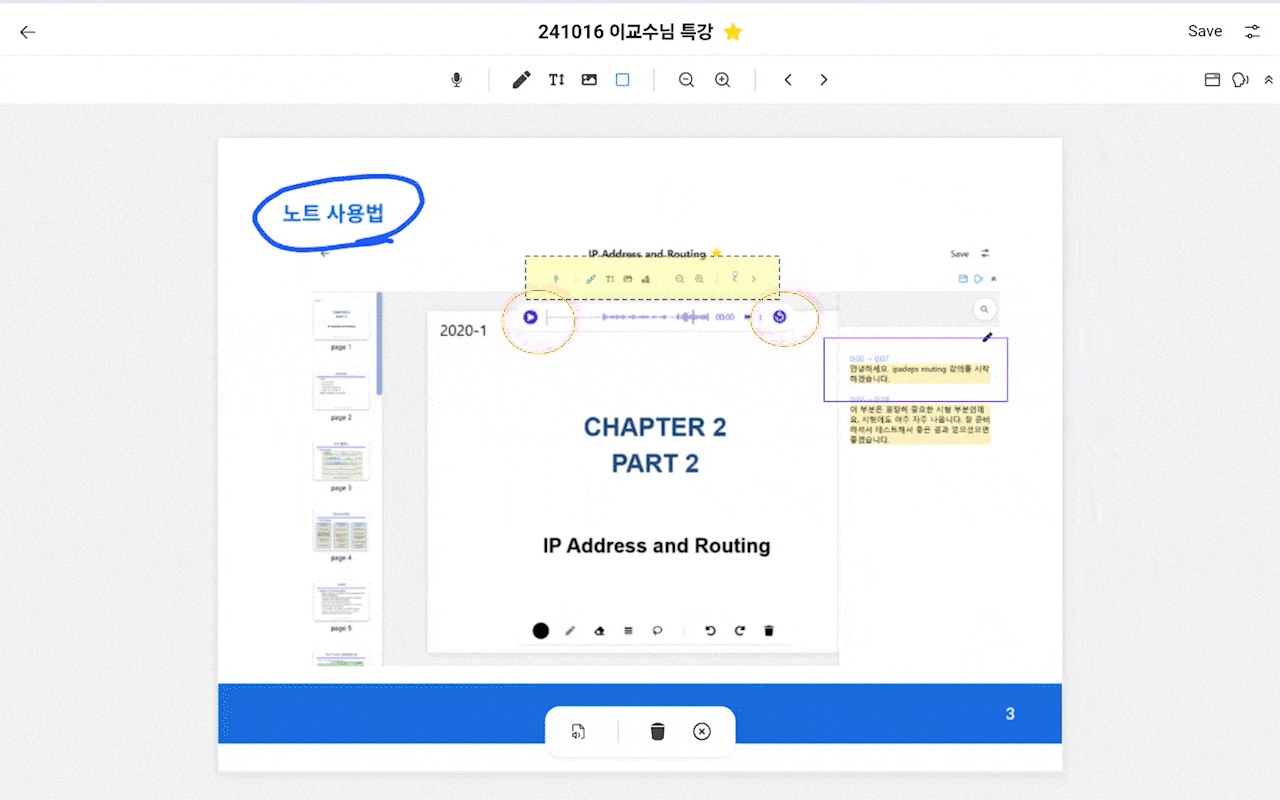 241016 이교수님 특강
Save
노트 사용법
IP Address and Routing
Save
2020-1
00:00
page 1
page 2
page 3
page 4
page 5
CHAPTER 2
PART 2
IP Address and Routing
0:00 ~ 0:07
안녕하세요. ipadeps routing 강의를 시작
하겠습니다.
이 부분은 굉장히 중요한 시험 부분인데
요. 시험에도 아주 자주 나옵니다. 잘 준비
하셔서 테스트해서 좋은 결과 얻으셨으면
좋겠습니다.
3